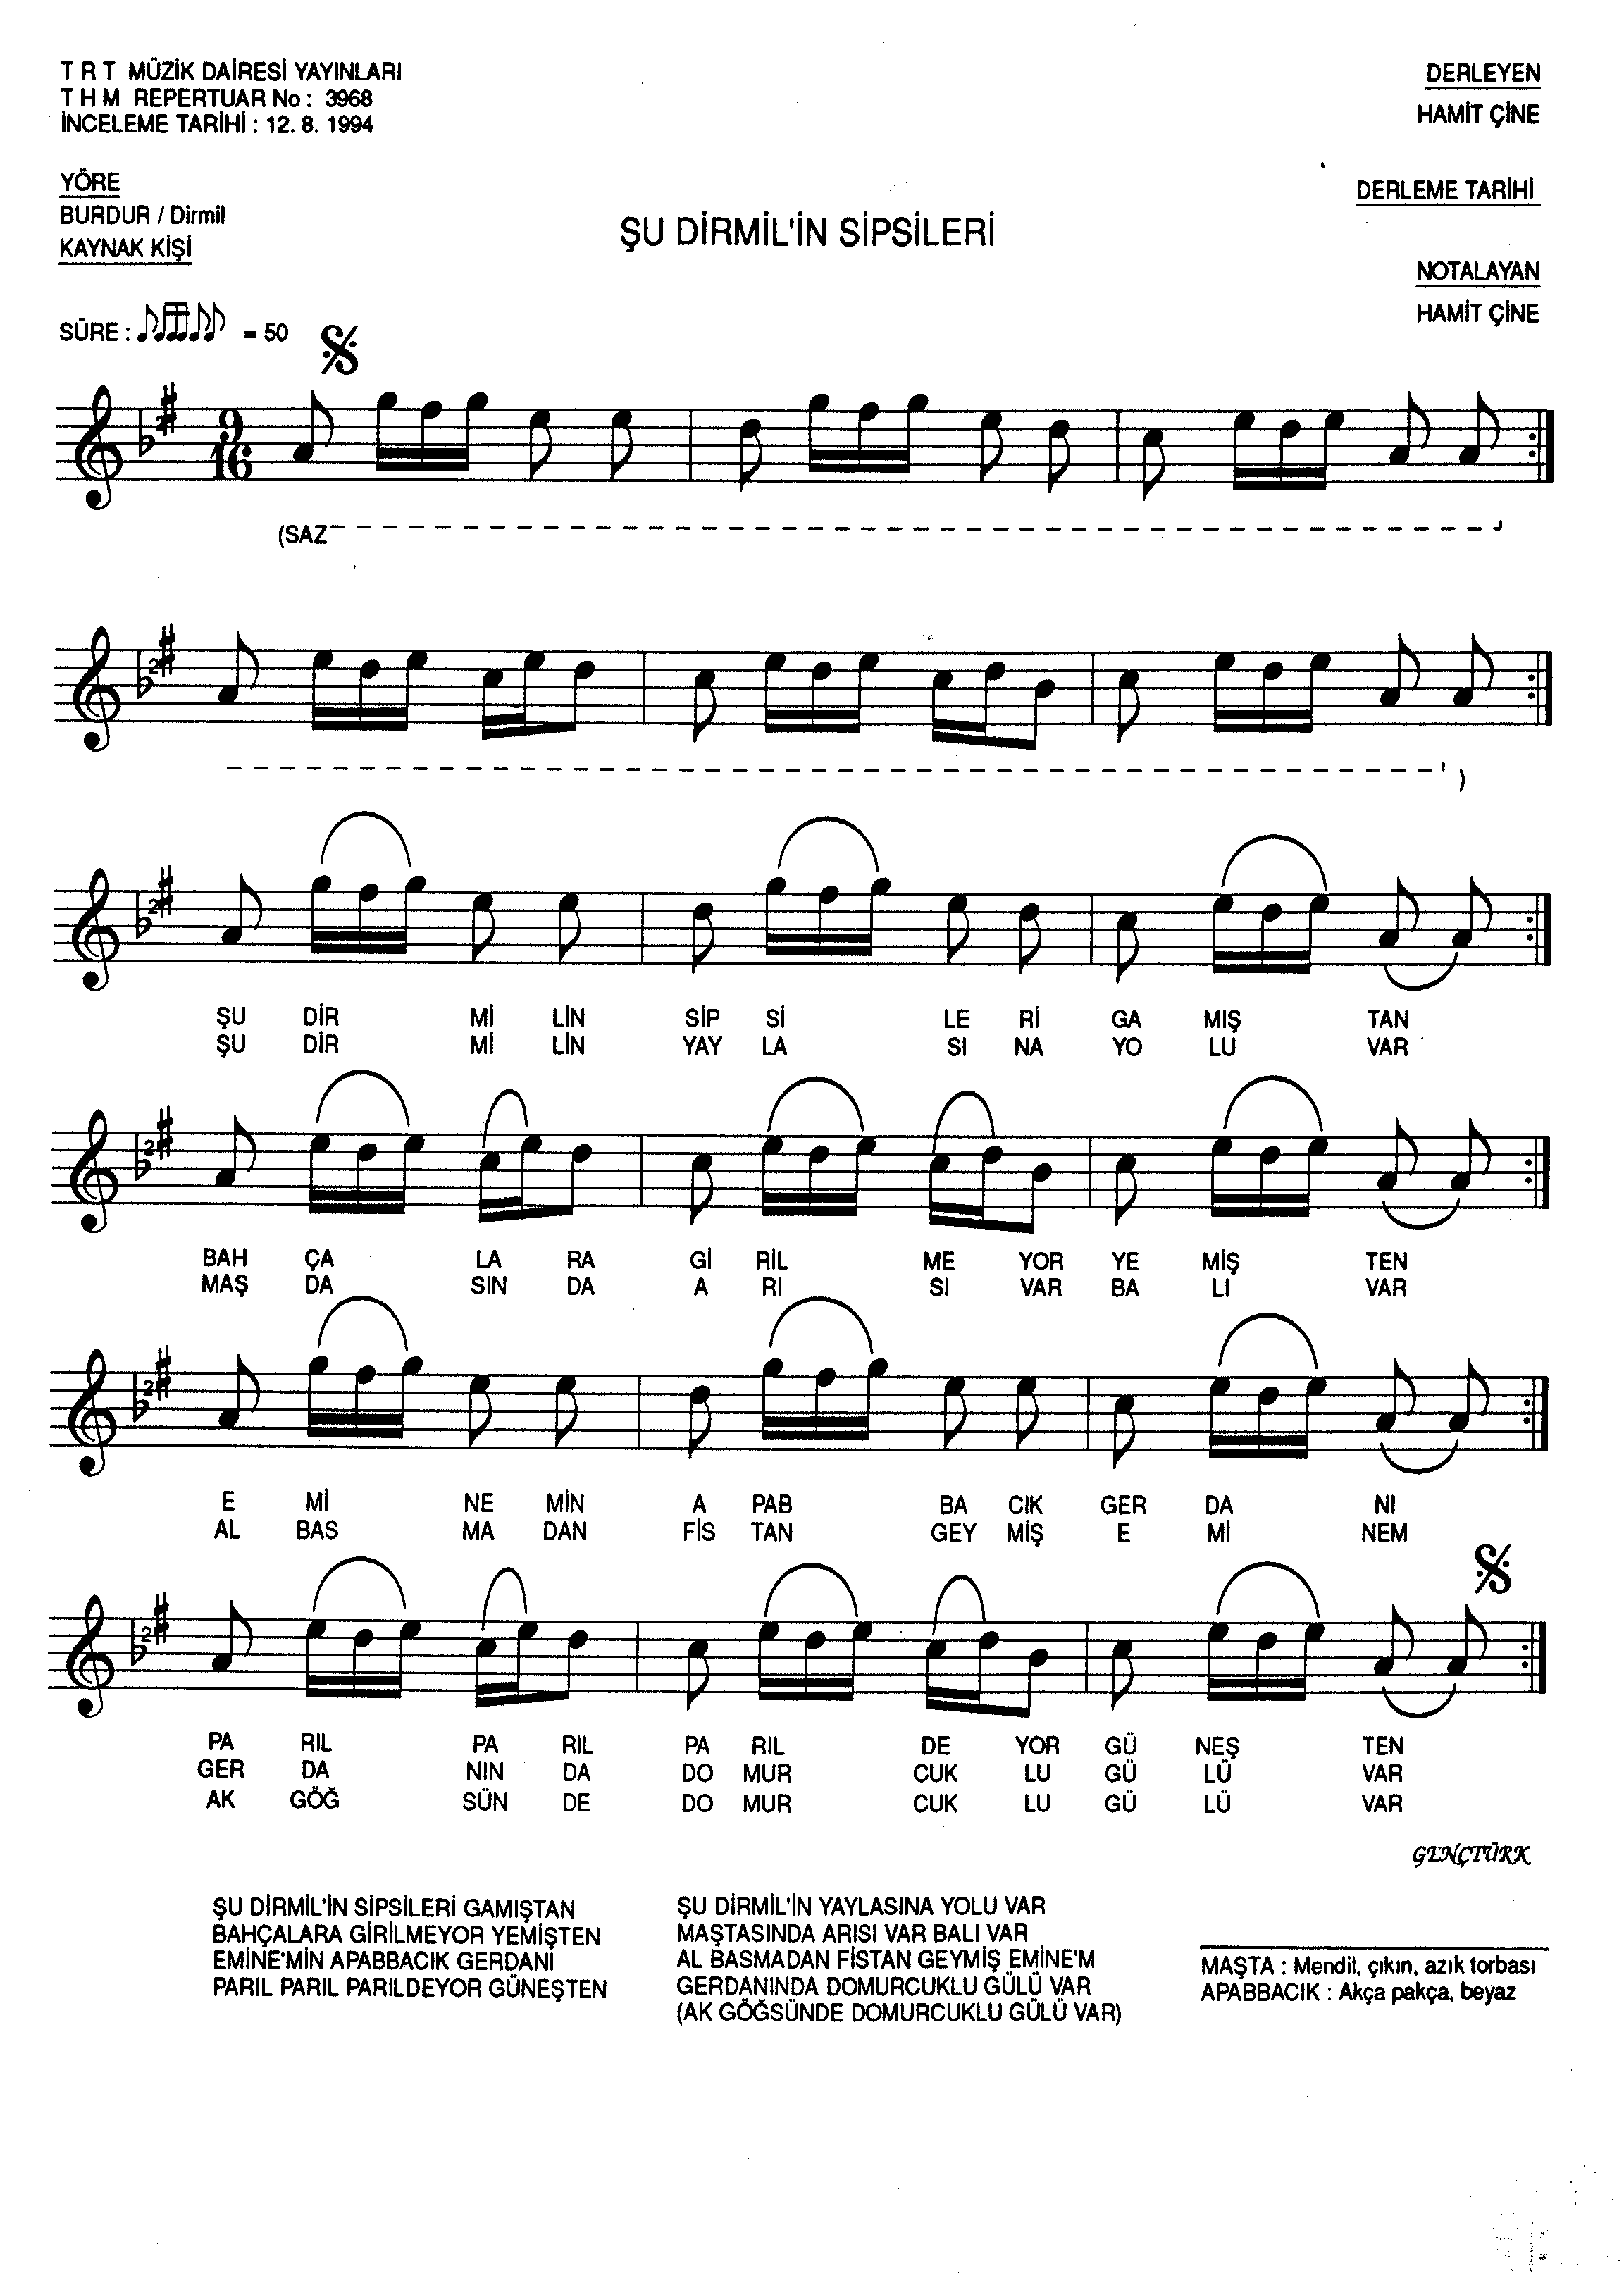 T R T MÜZİK DAİRESİ YAYINLARI
T H M REPERTUAR No : 3968
İNCELEME TARİHİ : 12. 8. 1994
DERLEYEN
HAMİT ÇİNE
YÖRE
BURDUR / Dirmil
KAYNAK KİŞİ
DERLEME TARİHİ
ŞU DİRMİL'İN SİPSİLERİ
NOTALAYAN
HAMİT ÇİNE
SÜRE : = 50
9
16
(SAZ
)
2
2
ŞU DİR Mİ LİN SİP Sİ LE Rİ GA MIŞ TAN
ŞU DİR Mİ LİN YAY LA SI NA YO LU VAR
2
BAH ÇA LA RA Gİ RİL ME YOR YE MİŞ TEN
MAŞ DA SIN DA A RI SI VAR BA LI VAR
2
E Mİ NE MİN A PAB BA CIK GER DA NI
AL BAS MA DAN FİS TAN GEY MİŞ E Mİ NEM
2
PA RIL PA RIL PA RIL DE YOR GÜ NEŞ TEN
GER DA NIN DA DO MUR CUK LU GÜ LÜ VAR
AK GÖĞ SÜN DE DO MUR CUK LU GÜ LÜ VAR
GENÇTÜRK
ŞU DİRMİL'İN SİPSİLERİ GAMIŞTAN
BAHÇALARA GİRİLMEYOR YEMİŞTEN
EMİNE'MİN APABBACIK GERDANI
PARIL PARIL PARILDEYOR GÜNEŞTEN
ŞU DİRMİL'İN YAYLASINA YOLU VAR
MAŞTASINDA ARISI VAR BALI VAR
AL BASMADAN FİSTAN GEYMİŞ EMİNE'M
GERDANINDA DOMURCUKLU GÜLÜ VAR
(AK GÖĞSÜNDE DOMURCUKLU GÜLÜ VAR)
MAŞTA : Mendil, çıkın, azık torbası
APABBACIK : Akça pakça, beyaz